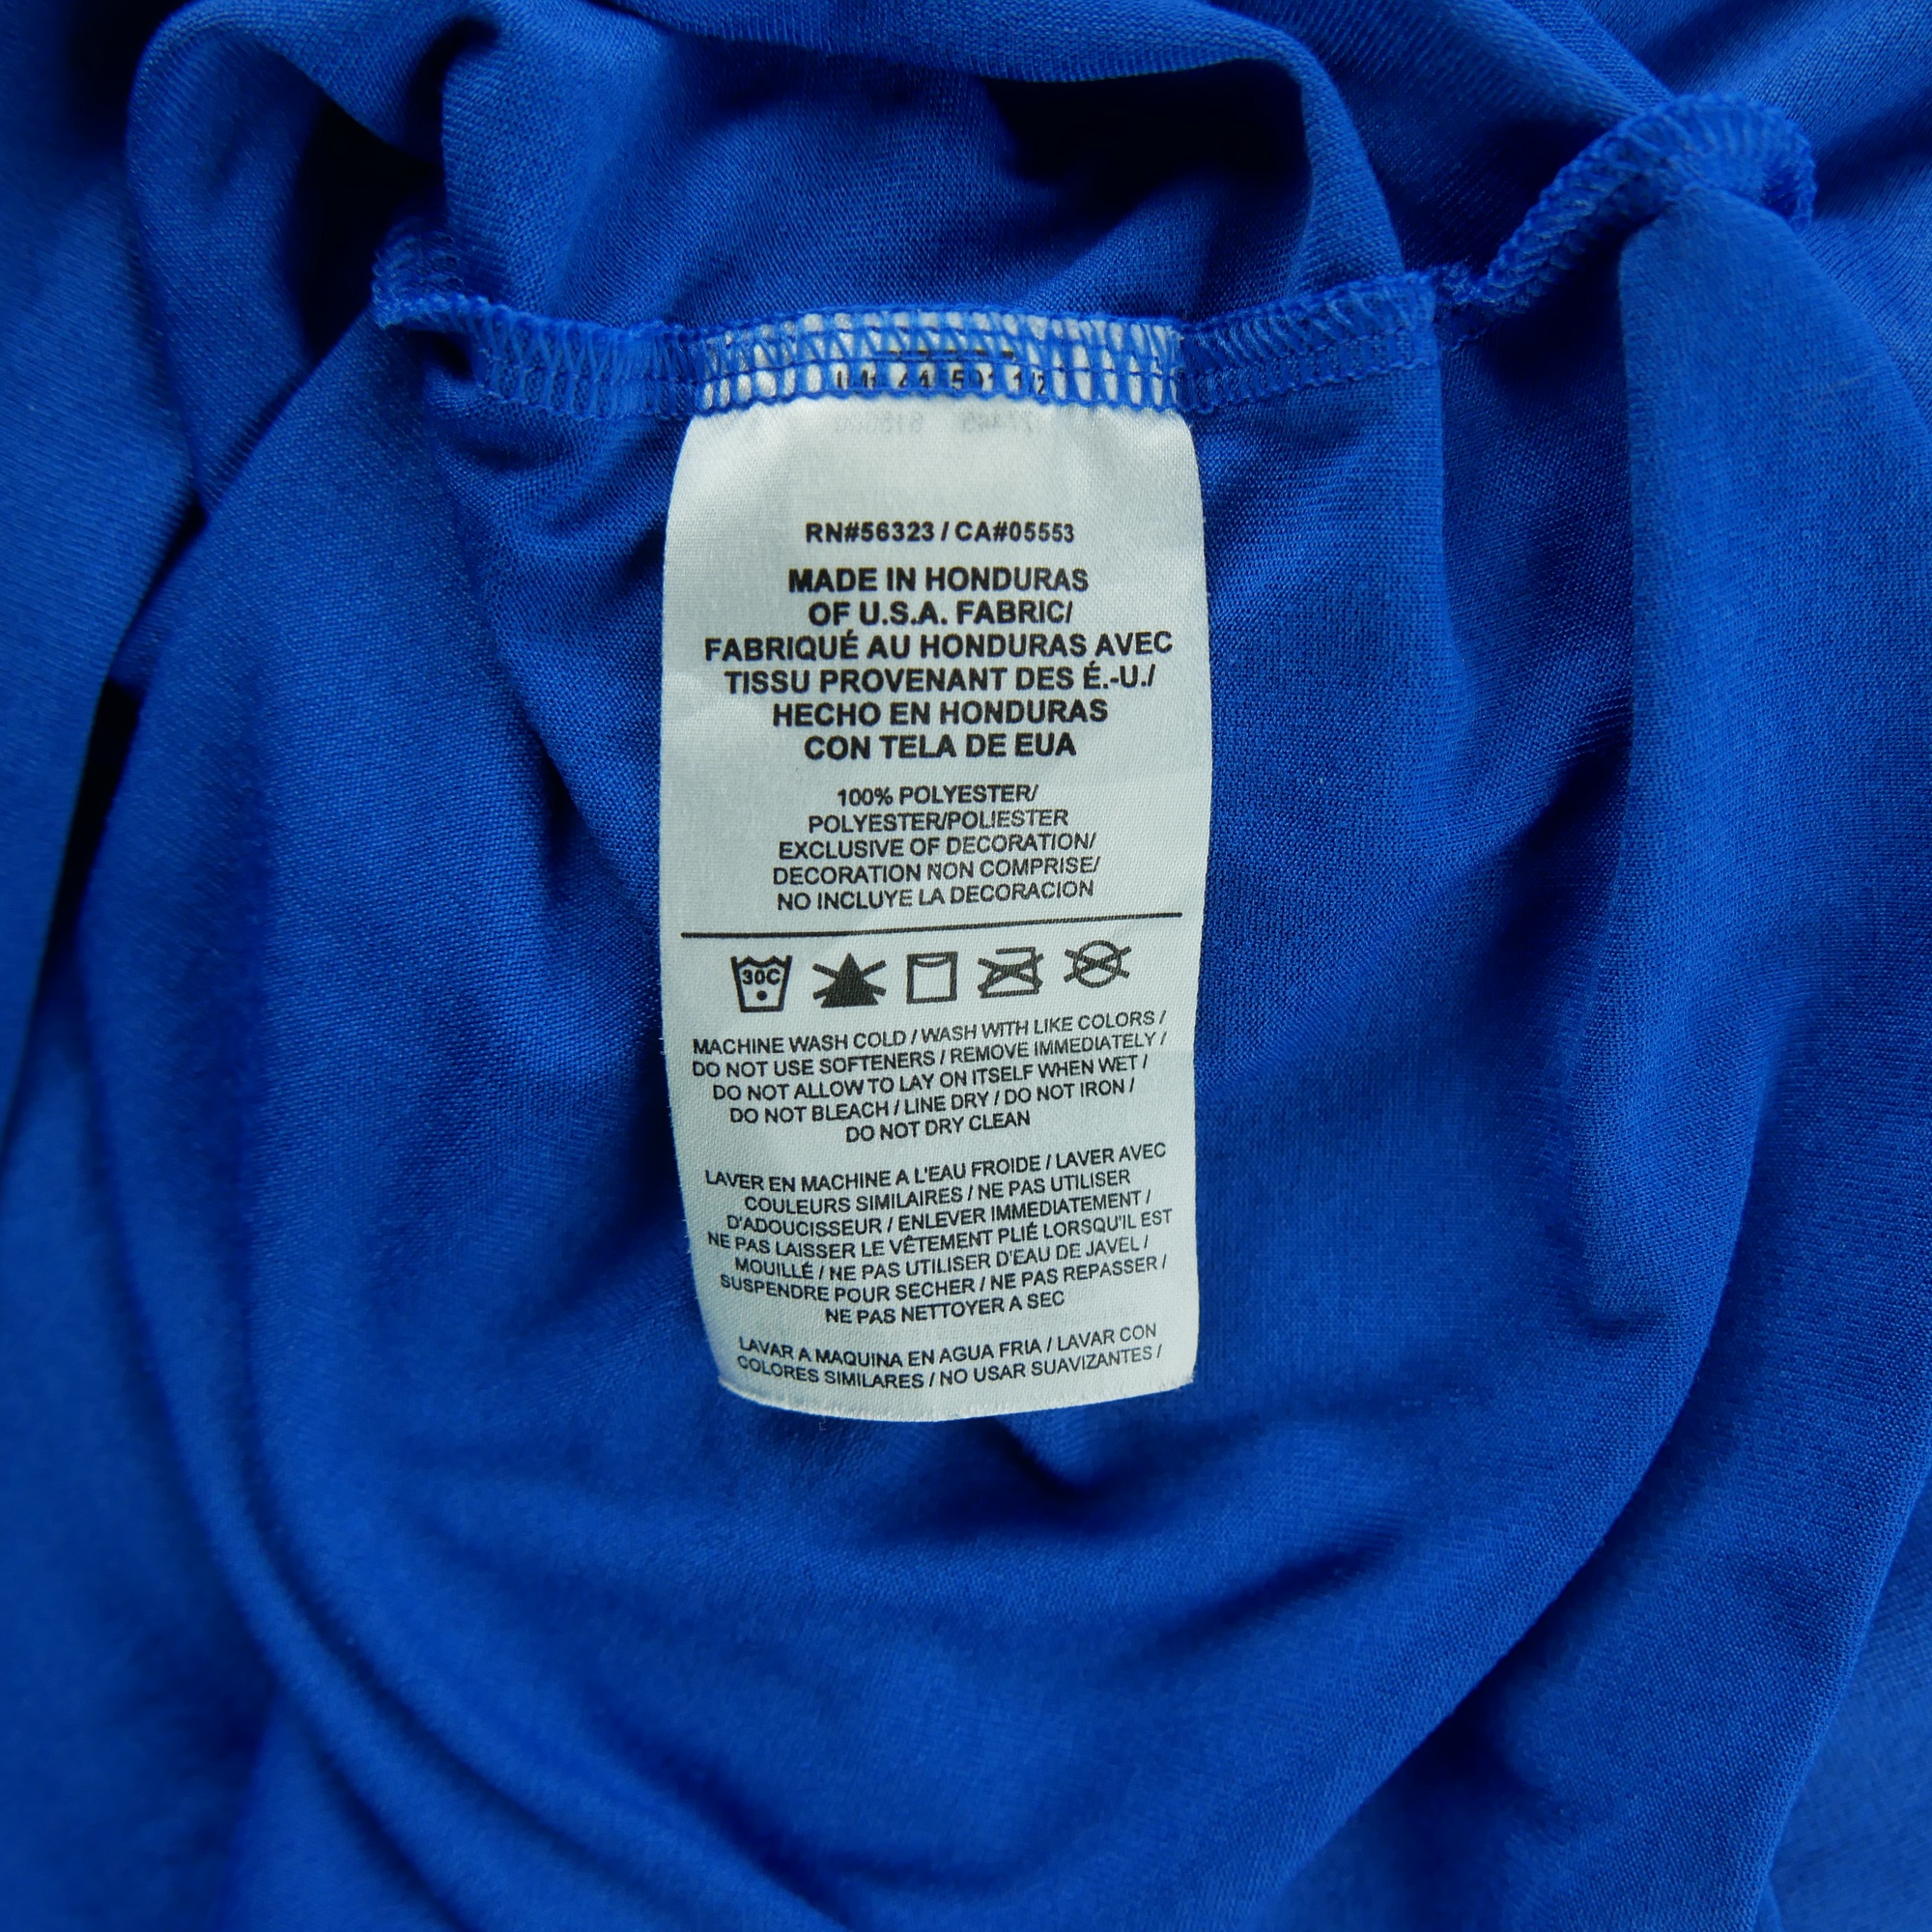 RN#56323 / CA#05553
MADE IN HONDURAS
OF U.S.A. FABRIC/
FABRIQUÉ AU HONDURAS AVEC
TISSU PROVENANT DES É.-U./
HECHO EN HONDURAS
CON TELA DE EUA
100% POLYESTER/
POLYESTER/POLIESTER
EXCLUSIVE OF DECORATION/
DECORATION NON COMPRISE/
NO INCLUYE LA DECORACION
30C
MACHINE WASH COLD / WASH WITH LIKE COLORS /
DO NOT USE SOFTENERS / REMOVE IMMEDIATELY /
DO NOT ALLOW TO LAY ON ITSELF WHEN WET /
DO NOT BLEACH / LINE DRY / DO NOT IRON /
DO NOT DRY CLEAN
LAVER EN MACHINE A L'EAU FROIDE / LAVER AVEC
COULEURS SIMILAIRES / NE PAS UTILISER
D'ADOUCISSEUR / ENLEVER IMMEDIATEMENT /
NE PAS LAISSER LE VÊTEMENT PLIÉ LORSQU'IL EST
MOUILLÉ / NE PAS UTILISER D'EAU DE JAVEL /
SUSPENDRE POUR SECHER / NE PAS REPASSER /
NE PAS NETTOYER A SEC
LAVAR A MAQUINA EN AGUA FRIA / LAVAR CON
COLORES SIMILARES / NO USAR SUAVIZANTES /